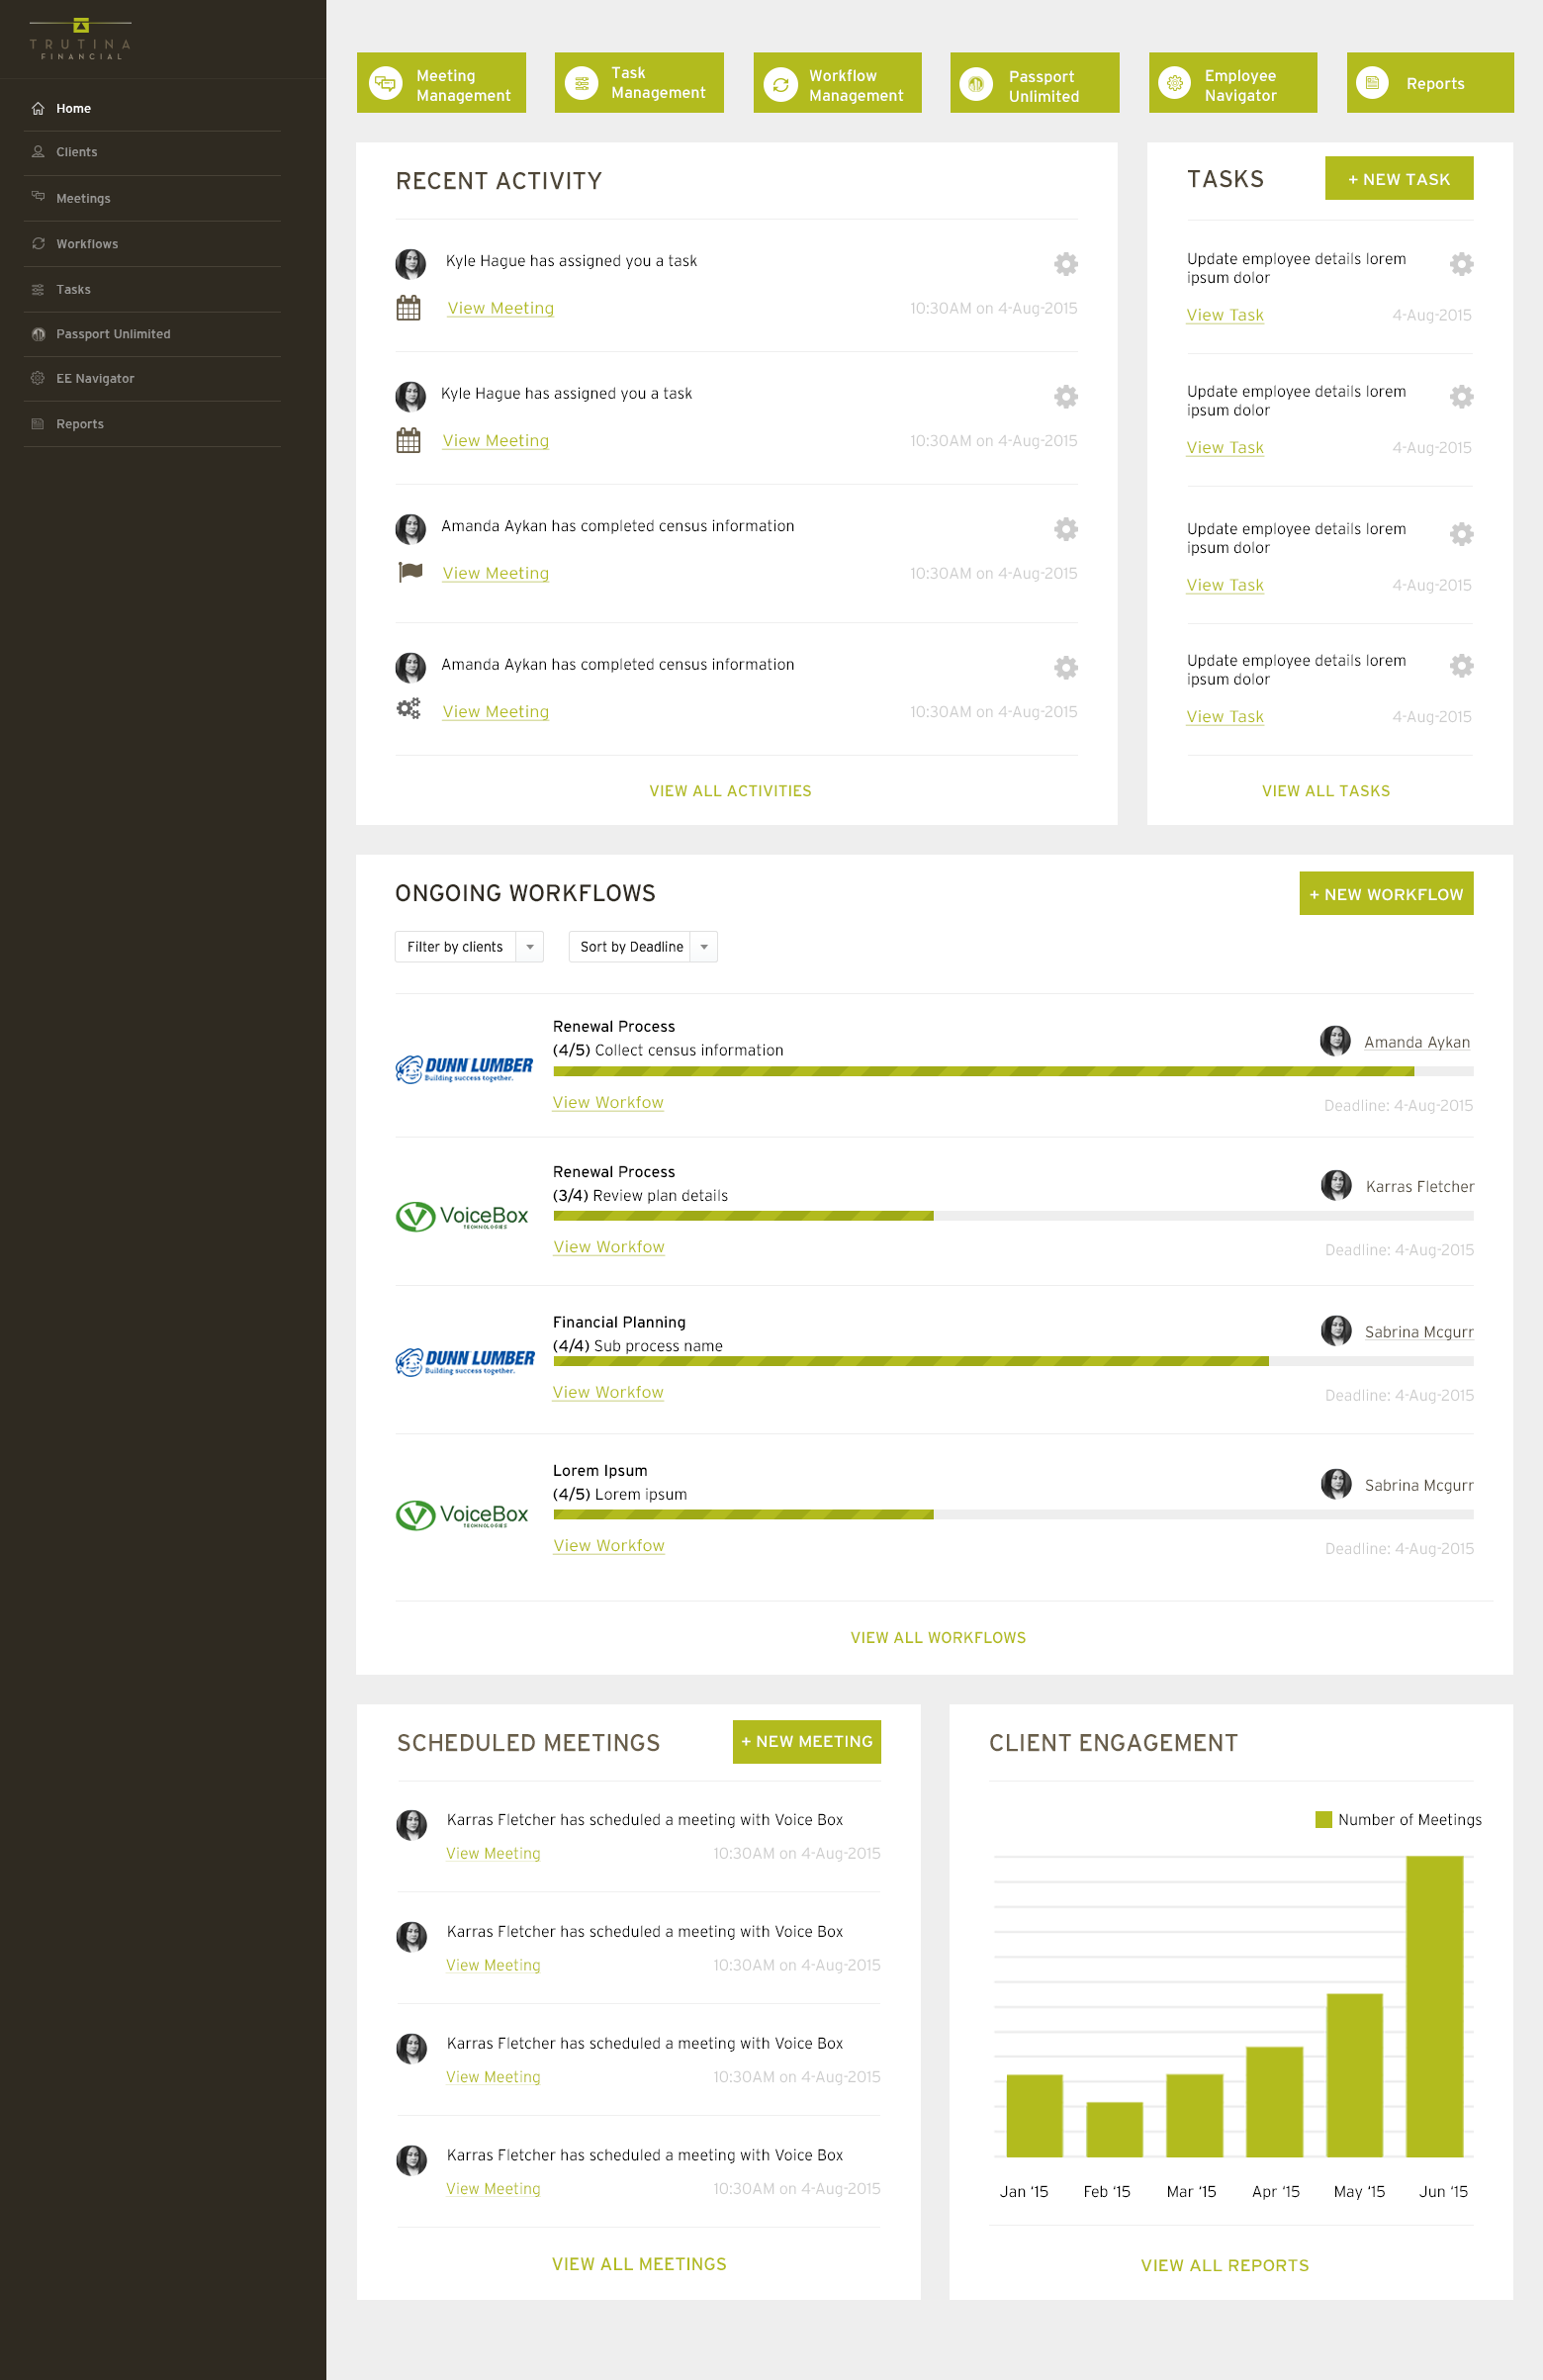 TRUTINA
FINANCIAL
Home
Clients
Meetings
Workflows
Tasks
Passport Unlimited
EE Navigator
Reports
Meeting
Management
Task
Management
Workflow
Management
Passport
Unlimited
Employee
Navigator
Reports
RECENT ACTIVITY
Kyle Hague has assigned you a task
View Meeting
10:30AM on 4-Aug-2015
Kyle Hague has assigned you a task
View Meeting
10:30AM on 4-Aug-2015
Amanda Aykan has completed census information
View Meeting
10:30AM on 4-Aug-2015
Amanda Aykan has completed census information
View Meeting
10:30AM on 4-Aug-2015
VIEW ALL ACTIVITIES
TASKS
+ NEW TASK
Update employee details lorem
ipsum dolor
View Task
4-Aug-2015
Update employee details lorem
ipsum dolor
View Task
4-Aug-2015
Update employee details lorem
ipsum dolor
View Task
4-Aug-2015
Update employee details lorem
ipsum dolor
View Task
4-Aug-2015
VIEW ALL TASKS
ONGOING WORKFLOWS
+ NEW WORKFLOW
Filter by clients
Sort by Deadline
DUNN LUMBER
Building success together.
Renewal Process
(4/5) Collect census information
Amanda Aykan
View Workfow
Deadline: 4-Aug-2015
VoiceBox
TECHNOLOGIES
Renewal Process
(3/4) Review plan details
Karras Fletcher
View Workfow
Deadline: 4-Aug-2015
DUNN LUMBER
Building success together.
Financial Planning
(4/4) Sub process name
Sabrina Mcgurr
View Workfow
Deadline: 4-Aug-2015
VoiceBox
TECHNOLOGIES
Lorem Ipsum
(4/5) Lorem ipsum
Sabrina Mcgurr
View Workfow
Deadline: 4-Aug-2015
VIEW ALL WORKFLOWS
SCHEDULED MEETINGS
+ NEW MEETING
Karras Fletcher has scheduled a meeting with Voice Box
View Meeting
10:30AM on 4-Aug-2015
Karras Fletcher has scheduled a meeting with Voice Box
View Meeting
10:30AM on 4-Aug-2015
Karras Fletcher has scheduled a meeting with Voice Box
View Meeting
10:30AM on 4-Aug-2015
Karras Fletcher has scheduled a meeting with Voice Box
View Meeting
10:30AM on 4-Aug-2015
VIEW ALL MEETINGS
CLIENT ENGAGEMENT
Number of Meetings
Jan ‘15
Feb ‘15
Mar ‘15
Apr ‘15
May ‘15
Jun ‘15
VIEW ALL REPORTS